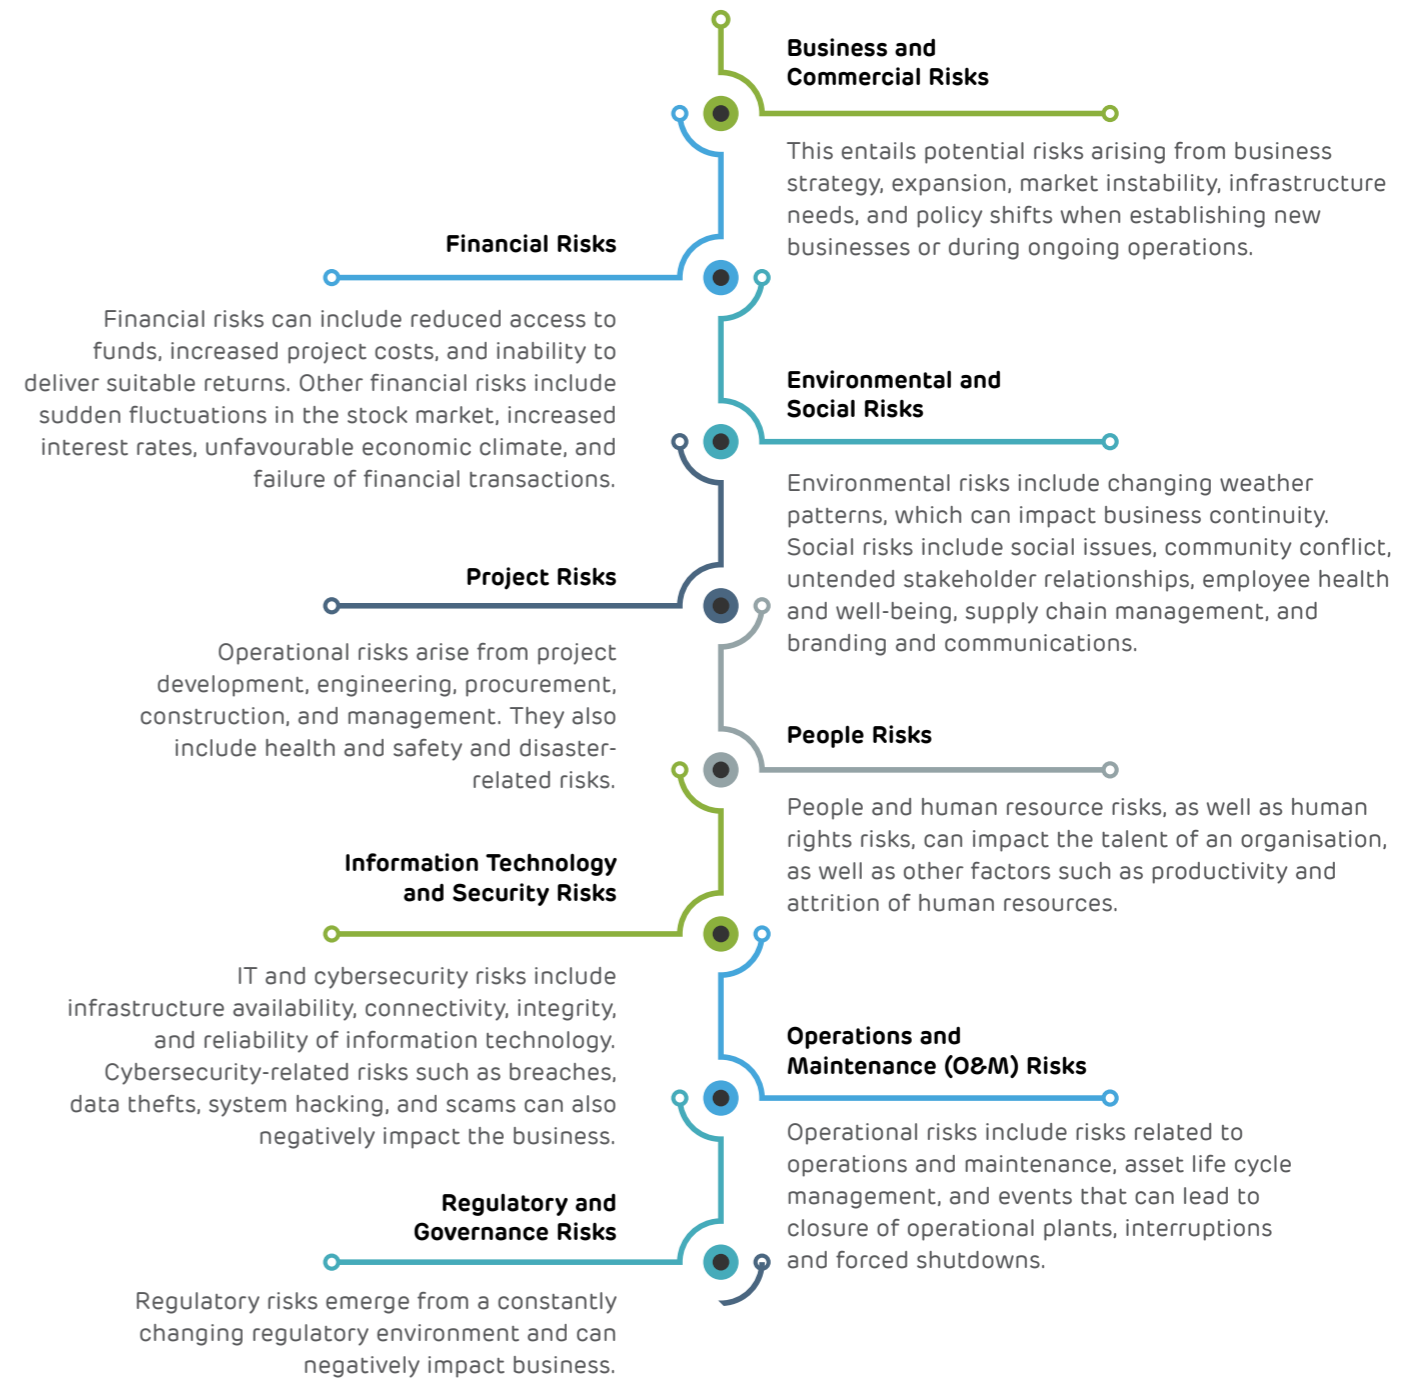 Business and
Commercial Risks
This entails potential risks arising from business
strategy, expansion, market instability, infrastructure
needs, and policy shifts when establishing new
businesses or during ongoing operations.
Financial Risks
Financial risks can include reduced access to
funds, increased project costs, and inability to
deliver suitable returns. Other financial risks include
sudden fluctuations in the stock market, increased
interest rates, unfavourable economic climate, and
failure of financial transactions.
Environmental and
Social Risks
Environmental risks include changing weather
patterns, which can impact business continuity.
Social risks include social issues, community conflict,
untended stakeholder relationships, employee health
and well-being, supply chain management, and
branding and communications.
Project Risks
Operational risks arise from project
development, engineering, procurement,
construction, and management. They also
include health and safety and disaster-
related risks.
People Risks
People and human resource risks, as well as human
rights risks, can impact the talent of an organisation,
as well as other factors such as productivity and
attrition of human resources.
Information Technology
and Security Risks
IT and cybersecurity risks include
infrastructure availability, connectivity, integrity,
and reliability of information technology.
Cybersecurity-related risks such as breaches,
data thefts, system hacking, and scams can also
negatively impact the business.
Operations and
Maintenance (O&M) Risks
Operational risks include risks related to
operations and maintenance, asset life cycle
management, and events that can lead to
closure of operational plants, interruptions
and forced shutdowns.
Regulatory and
Governance Risks
Regulatory risks emerge from a constantly
changing regulatory environment and can
negatively impact business.